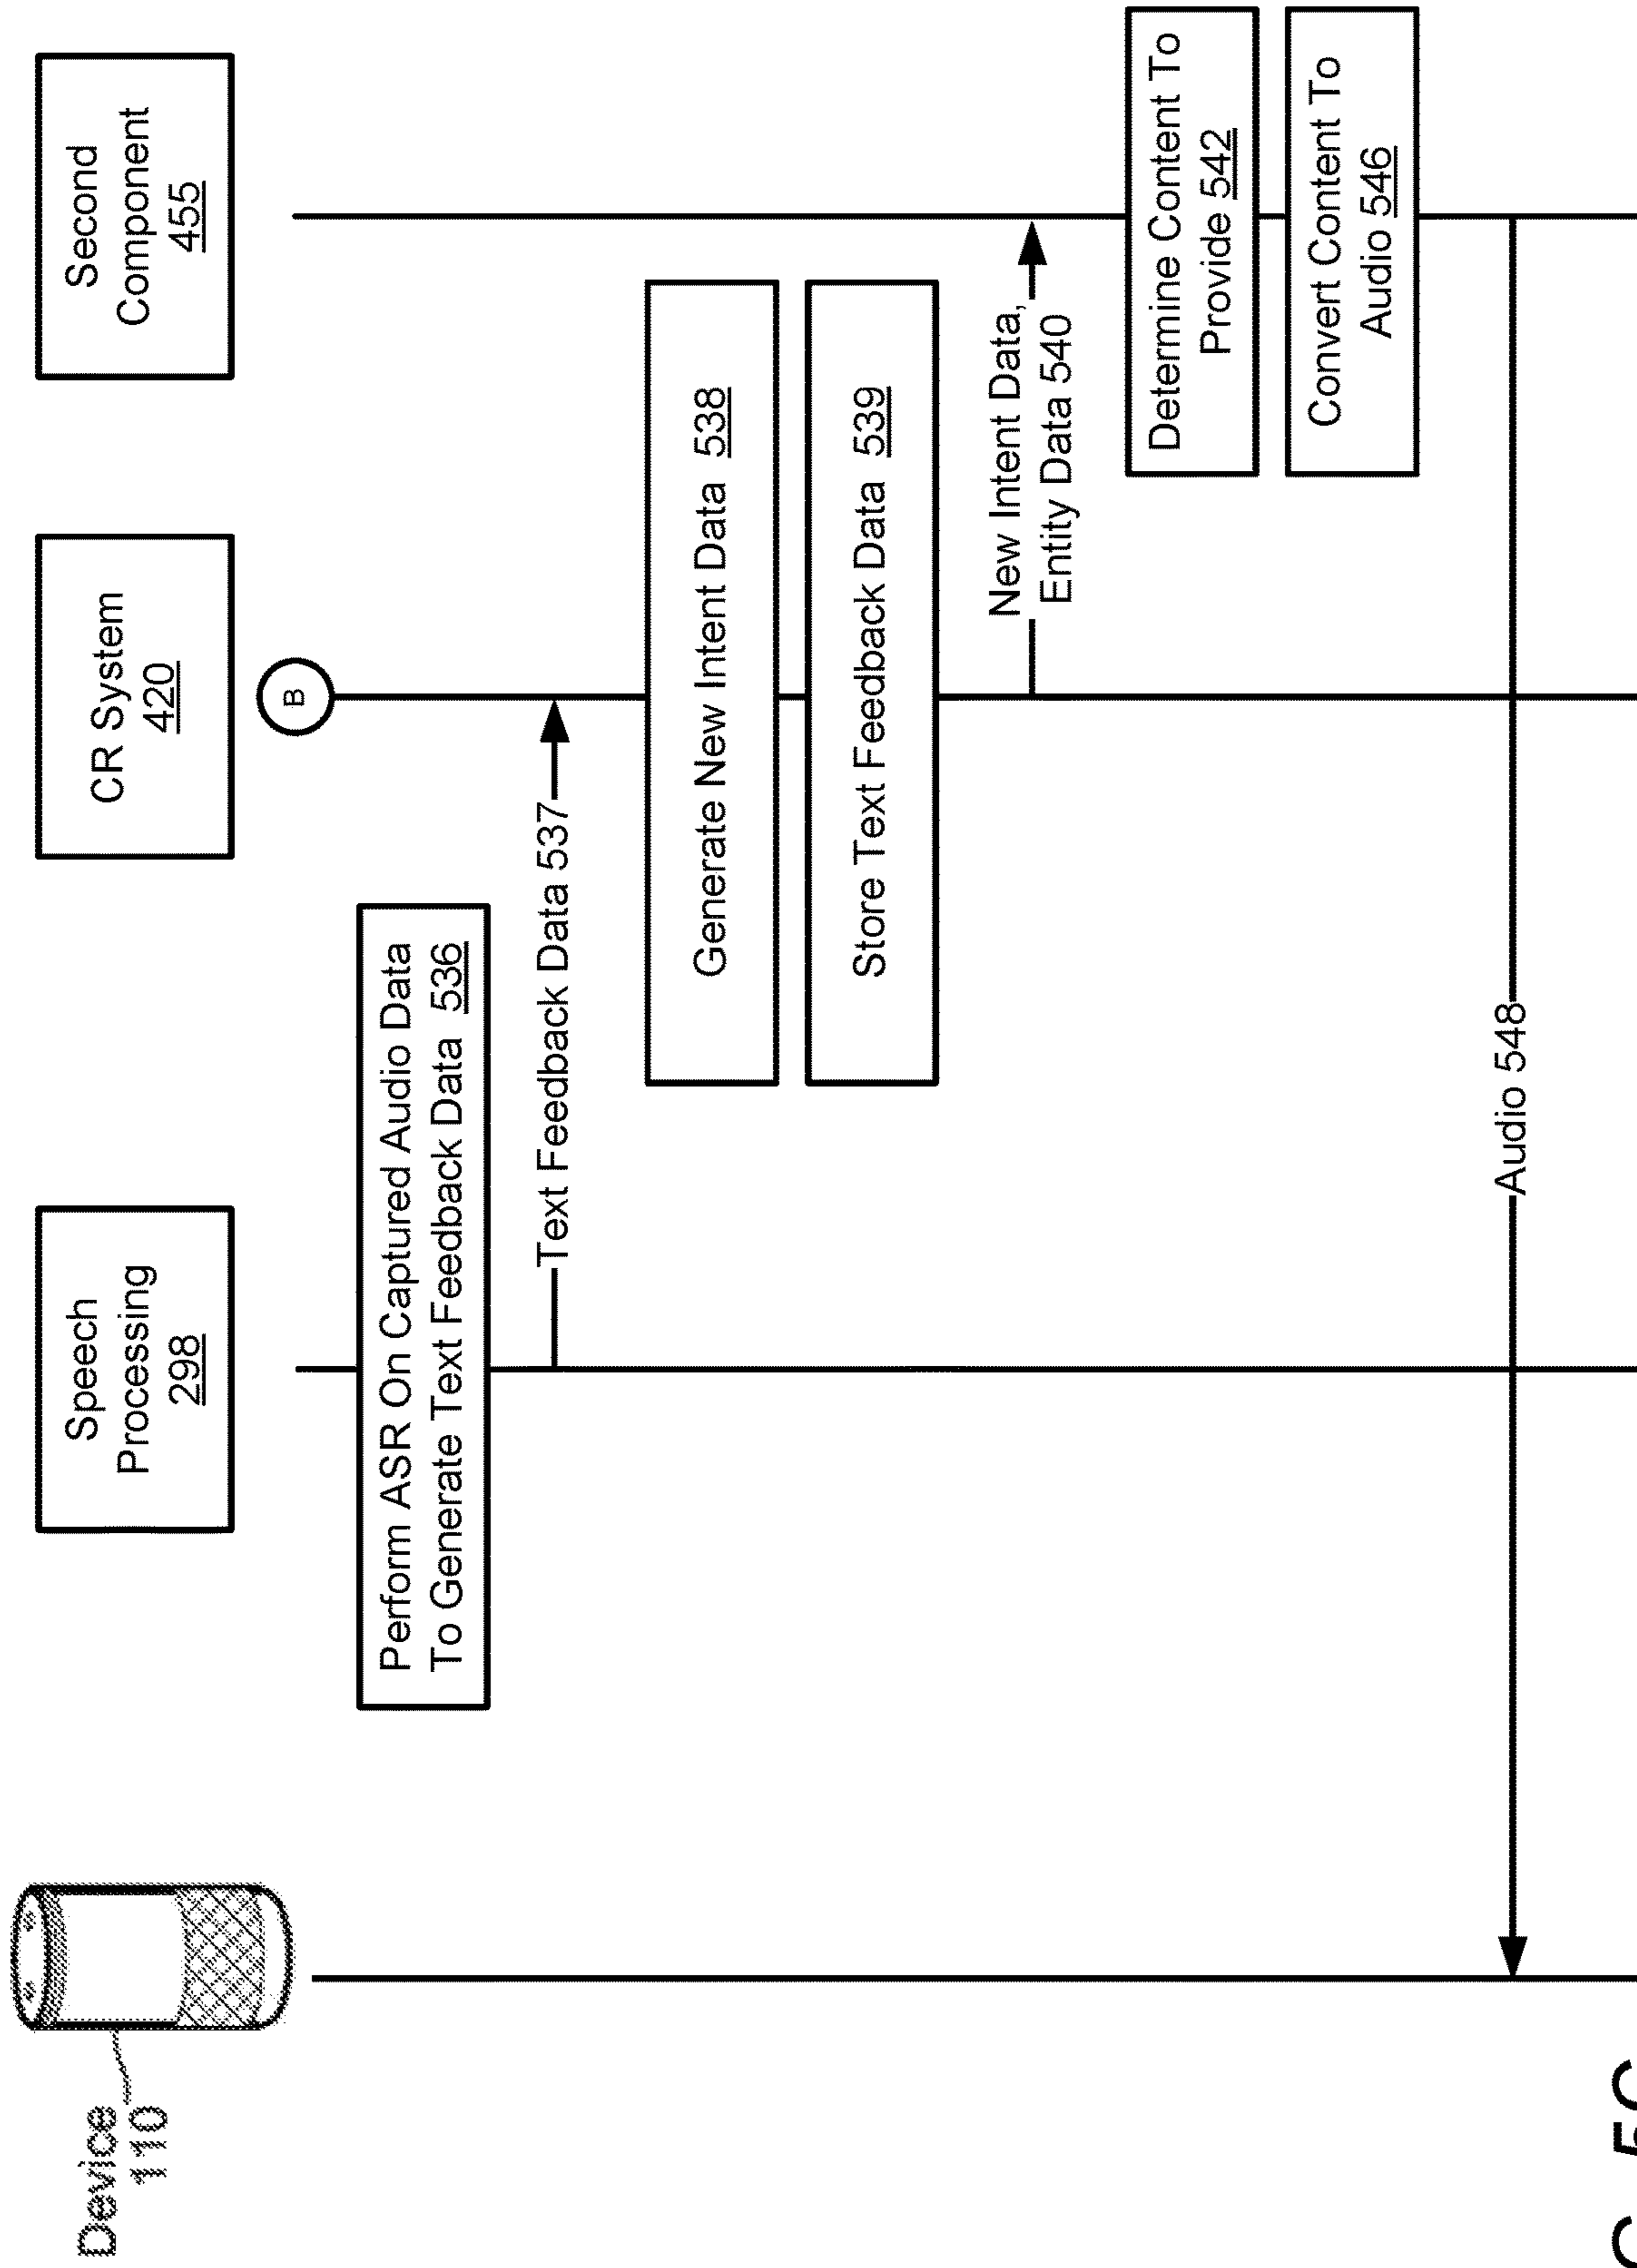 Device
110
Speech
Processing
298
CR System
420
Second
Component
455
B
Perform ASR On Captured Audio Data
To Generate Text Feedback Data 536
Text Feedback Data 537
Generate New Intent Data 538
Store Text Feedback Data 539
New Intent Data,
Entity Data 540
Determine Content To
Provide 542
Convert Content To
Audio 546
Audio 548